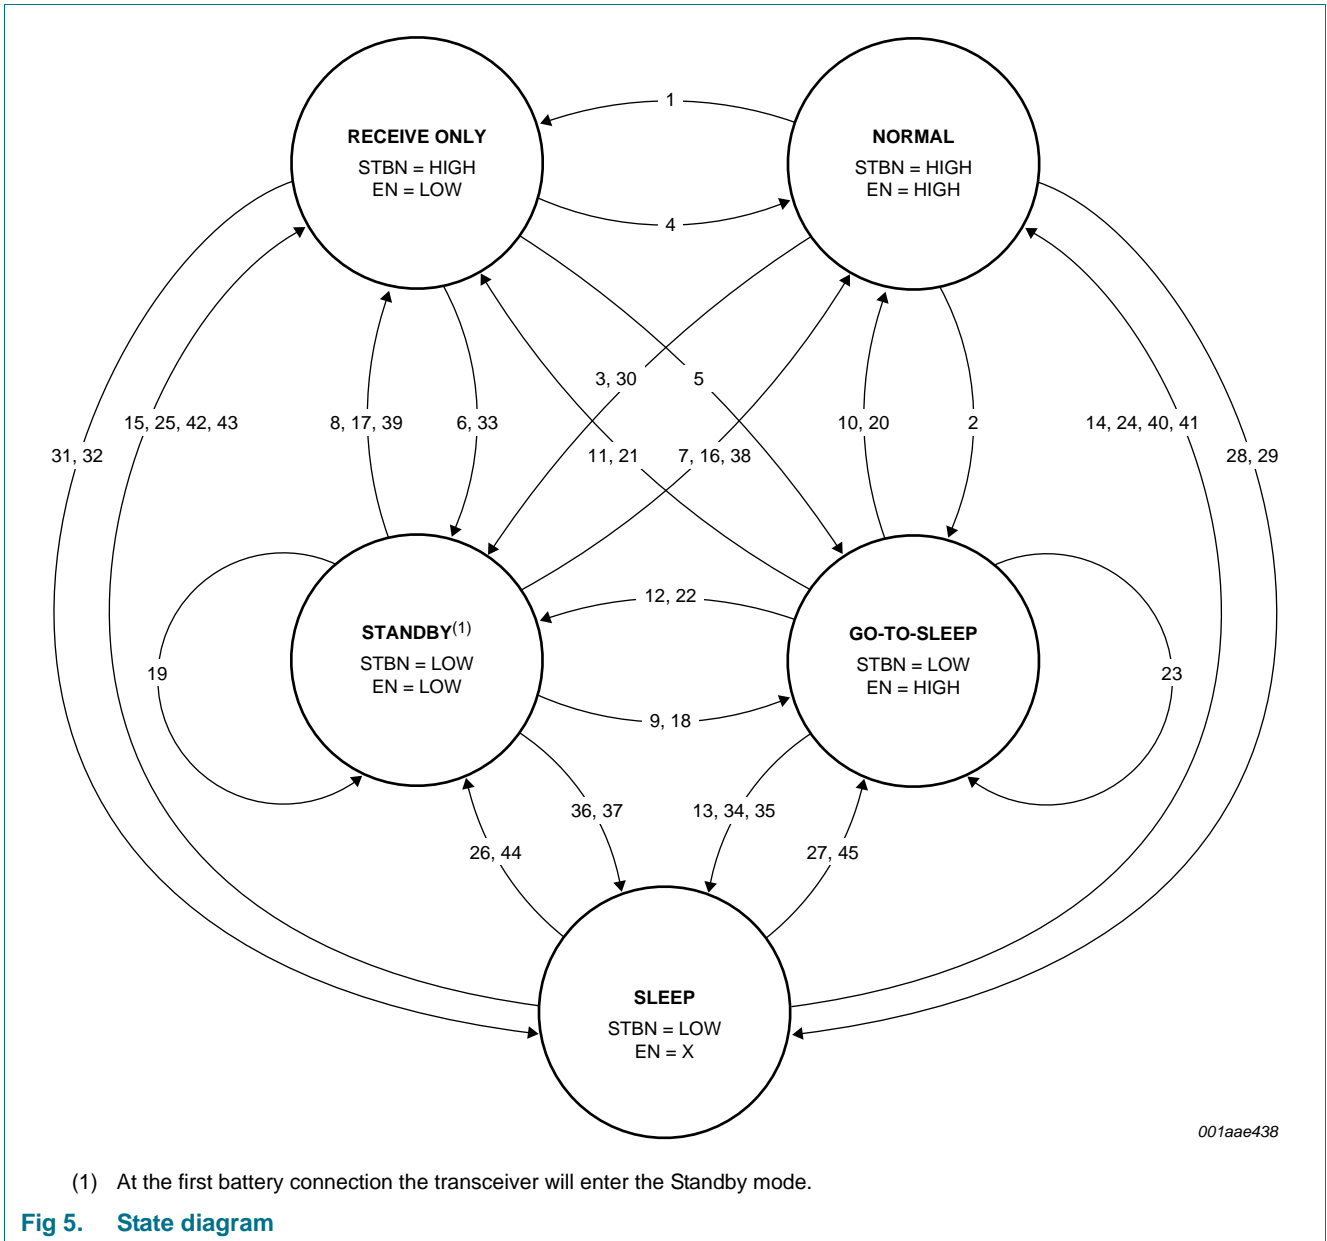 1
RECEIVE ONLY
STBN = HIGH
EN = LOW
NORMAL
STBN = HIGH
EN = HIGH
4
3, 30
5
15, 25, 42, 43
8, 17, 39
6, 33
10, 20
2
14, 24, 40, 41
31, 32
11, 21
7, 16, 38
28, 29
12, 22
STANDBY(1)
STBN = LOW
EN = LOW
GO-TO-SLEEP
STBN = LOW
EN = HIGH
19
23
9, 18
36, 37
13, 34, 35
26, 44
27, 45
SLEEP
STBN = LOW
EN = X
001aae438
(1) At the first battery connection the transceiver will enter the Standby mode.
Fig 5. State diagram